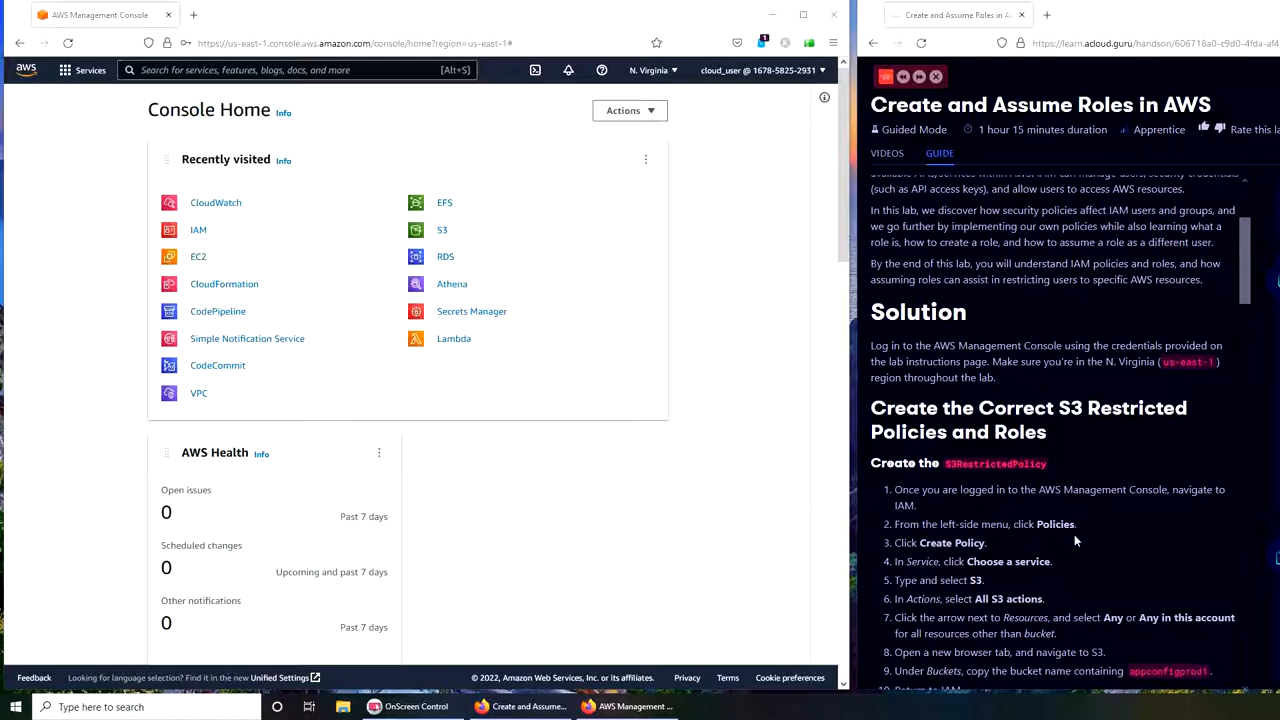 AWS Management Console
https://us-east-1.console.aws.amazon.com/console/home?region=us-east-1#
1
aws
Services
Search for services, features, blogs, docs, and more
[Alt+S]
N. Virginia
cloud_user @ 1678-5825-2931
Console Home
Info
Actions
Recently visited
Info
CloudWatch
EFS
IAM
S3
EC2
RDS
CloudFormation
Athena
CodePipeline
Secrets Manager
Simple Notification Service
Lambda
CodeCommit
VPC
AWS Health
Info
Open issues
0
Past 7 days
Scheduled changes
0
Upcoming and past 7 days
Other notifications
0
Past 7 days
Feedback
Looking for language selection? Find it in the new Unified Settings
© 2022, Amazon Web Services, Inc. or its affiliates.
Privacy
Terms
Cookie preferences
Create and Assume Roles in A
https://learn.acloud.guru/handson/606718a0-c9d0-4fda-af4
Create and Assume Roles in AWS
Guided Mode
1 hour 15 minutes duration
Apprentice
Rate this la
VIDEOS
GUIDE
(such as API access keys), and allow users to access AWS resources.
In this lab, we discover how security policies affect IAM users and groups, and
we go further by implementing our own policies while also learning what a
role is, how to create a role, and how to assume a role as a different user.
By the end of this lab, you will understand IAM policies and roles, and how
assuming roles can assist in restricting users to specific AWS resources.
Solution
Log in to the AWS Management Console using the credentials provided on
the lab instructions page. Make sure you're in the N. Virginia ( us-east-1 )
region throughout the lab.
Create the Correct S3 Restricted
Policies and Roles
Create the S3RestrictedPolicy
1. Once you are logged in to the AWS Management Console, navigate to
IAM.
2. From the left-side menu, click Policies.
3. Click Create Policy.
4. In Service, click Choose a service.
5. Type and select S3.
6. In Actions, select All S3 actions.
7. Click the arrow next to Resources, and select Any or Any in this account
for all resources other than bucket.
8. Open a new browser tab, and navigate to S3.
9. Under Buckets, copy the bucket name containing appconfigprod1 .
10. Return to IAM
Type here to search
OnScreen Control
Create and Assume...
AWS Management ...